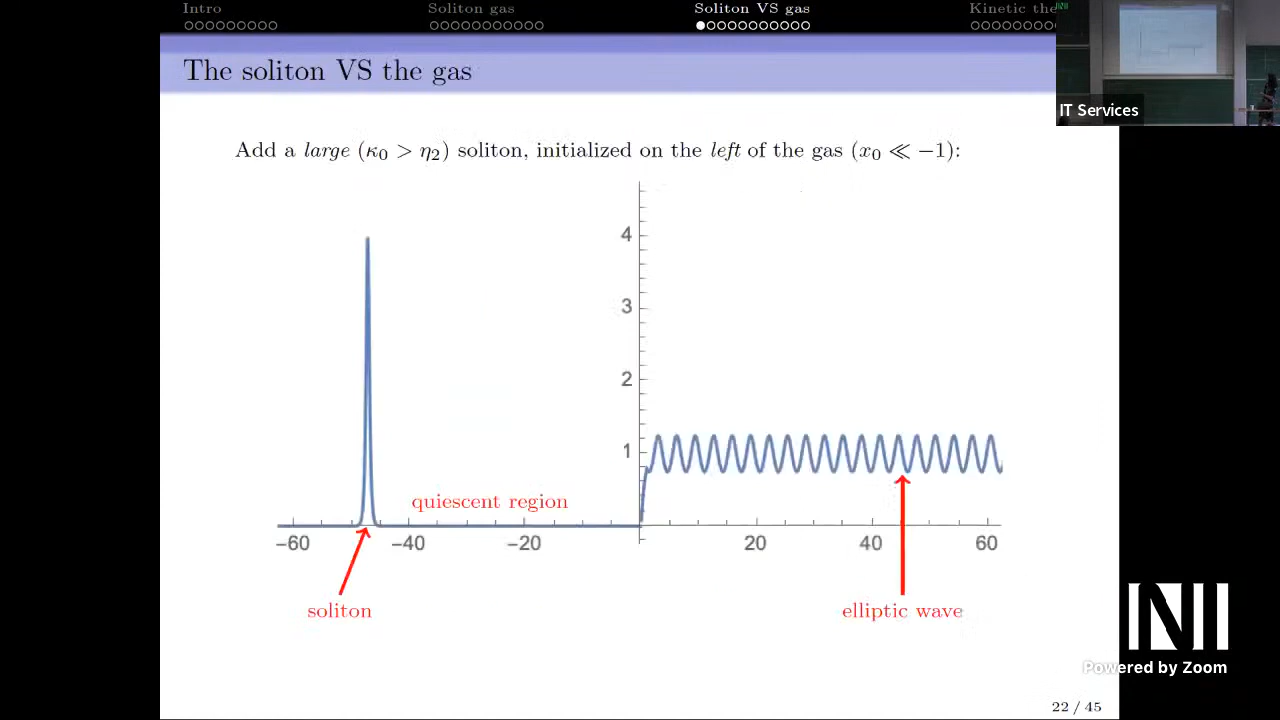 Intro
Soliton gas
Soliton VS gas
Kinetic the
The soliton VS the gas
IT Services
Add a large (κ₀ > η₂) soliton, initialized on the left of the gas (x₀ ≪ −1):
4
3
2
1
quiescent region
−60
−40
−20
20
40
60
soliton
elliptic wave
NI
Powered by Zoom
22 / 45